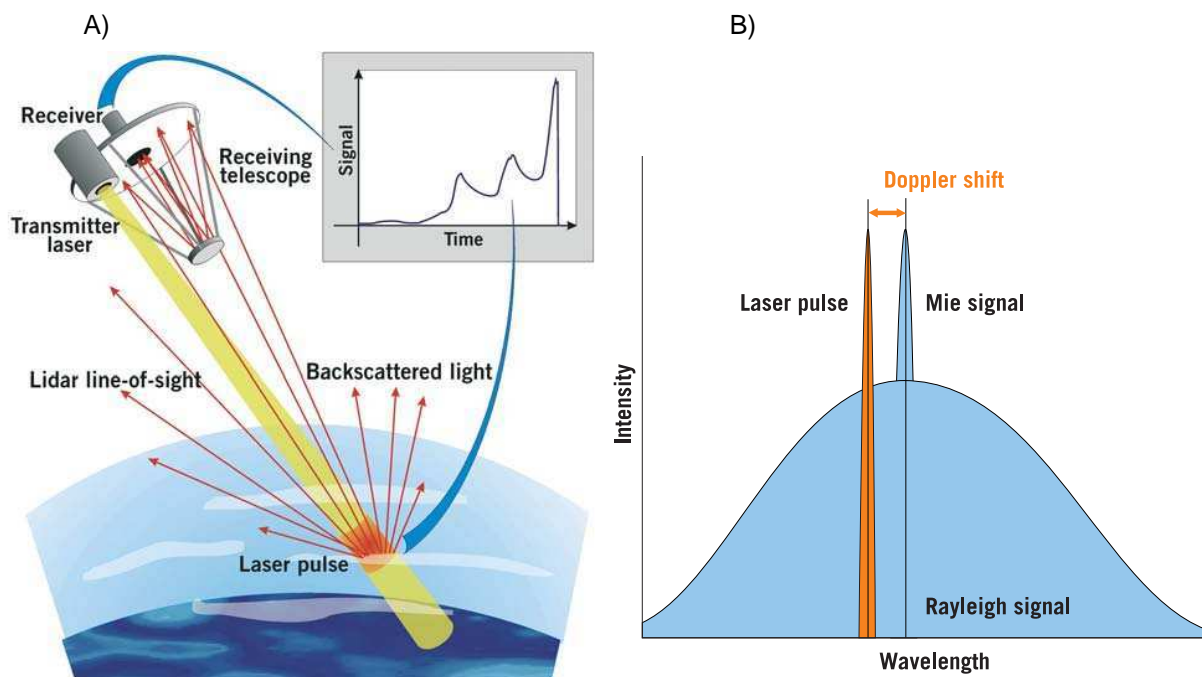 A)
Receiver
Receiving
telescope
Transmitter
laser
Signal
Time
Lidar line-of-sight
Backscattered light
Laser pulse
B)
Doppler shift
Laser pulse
Mie signal
Rayleigh signal
Intensity
Wavelength